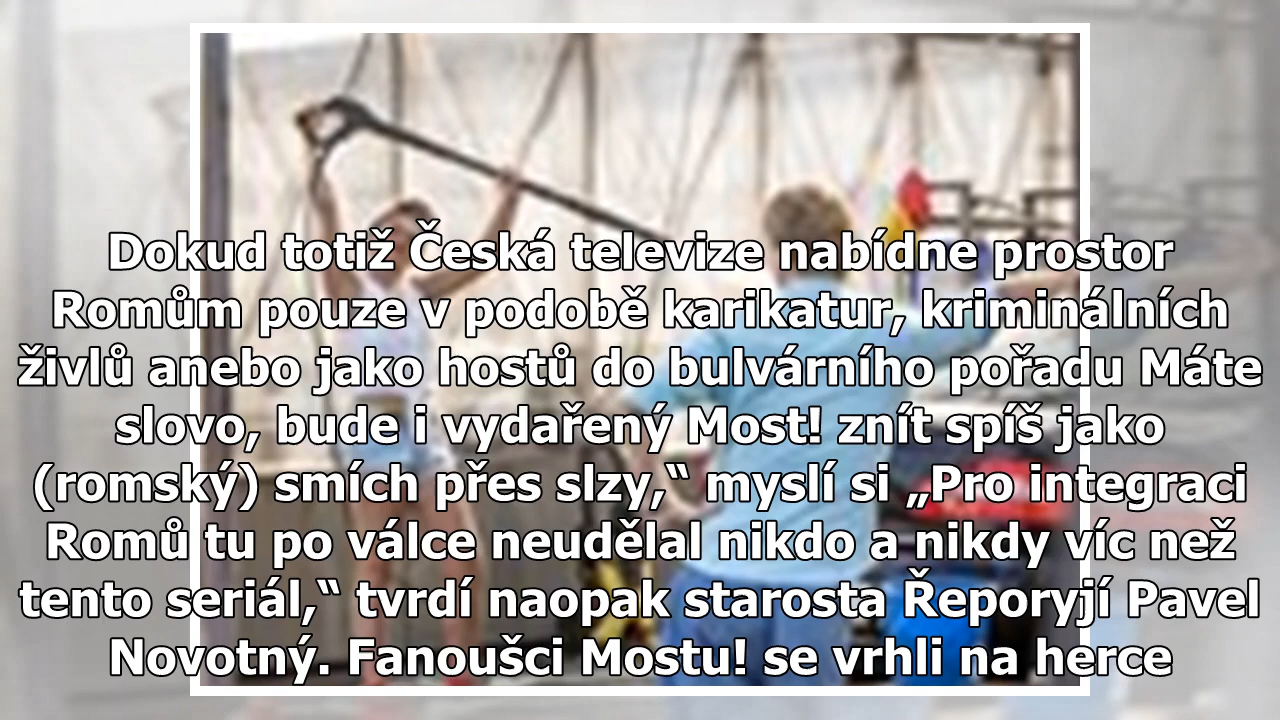 Dokud totiž Česká televize nabídne prostor
Romům pouze v podobě karikatur, kriminálních
živlů anebo jako hostů do bulvárního pořadu Máte
slovo, bude i vydařený Most! znít spíš jako
(romský) smích přes slzy,“ myslí si „Pro integraci
Romů tu po válce neudělal nikdo a nikdy víc než
tento seriál,“ tvrdí naopak starosta Řeporyjí Pavel
Novotný. Fanoušci Mostu! se vrhli na herce